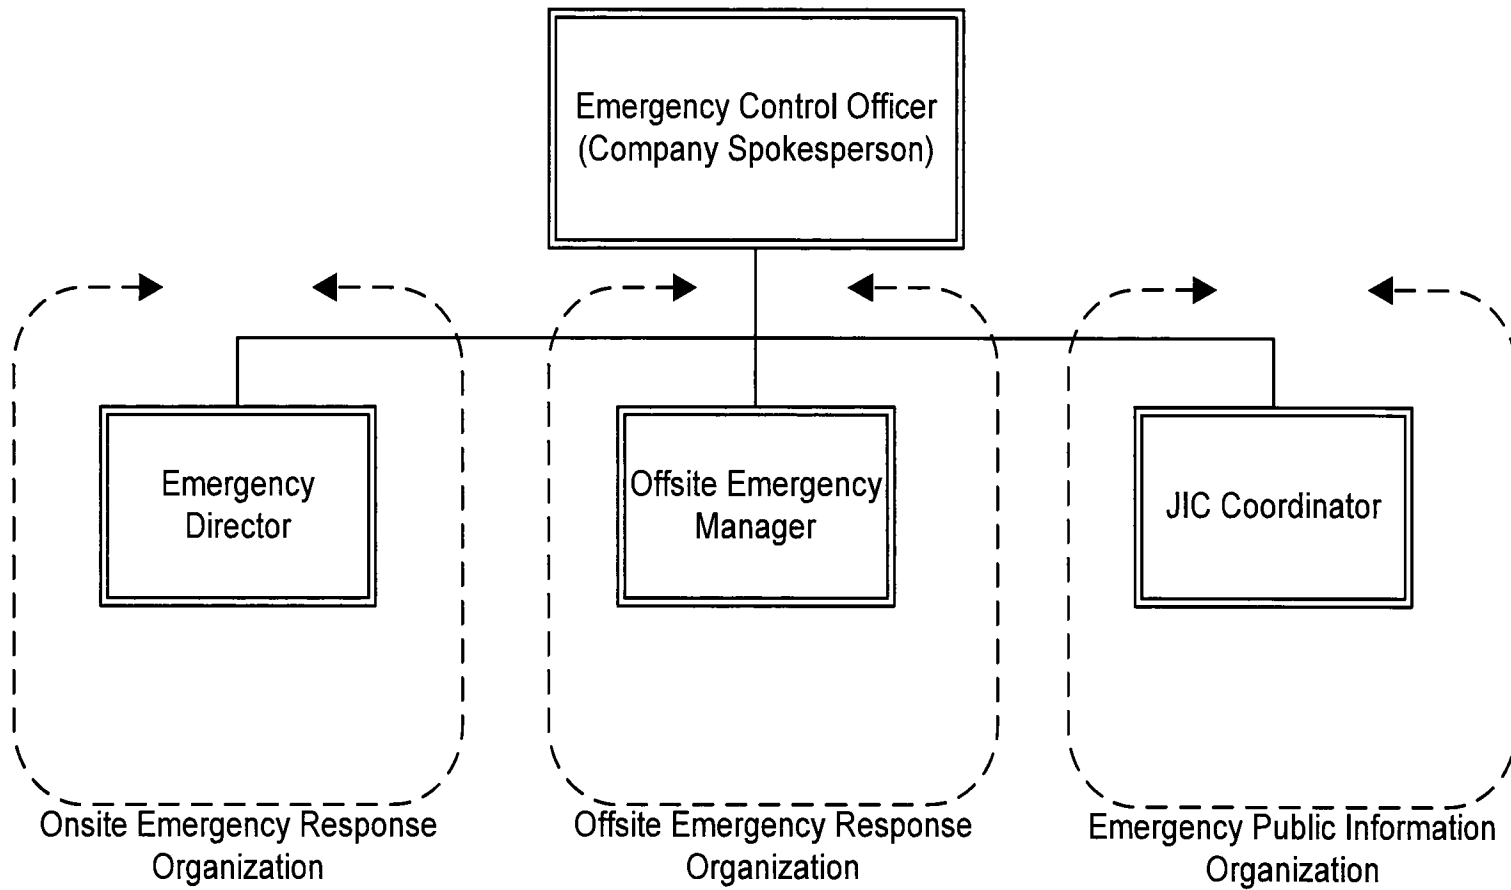 Emergency Control Officer
(Company Spokesperson)
Emergency
Director
Offsite Emergency
Manager
JIC Coordinator
Onsite Emergency Response
Organization
Offsite Emergency Response
Organization
Emergency Public Information
Organization